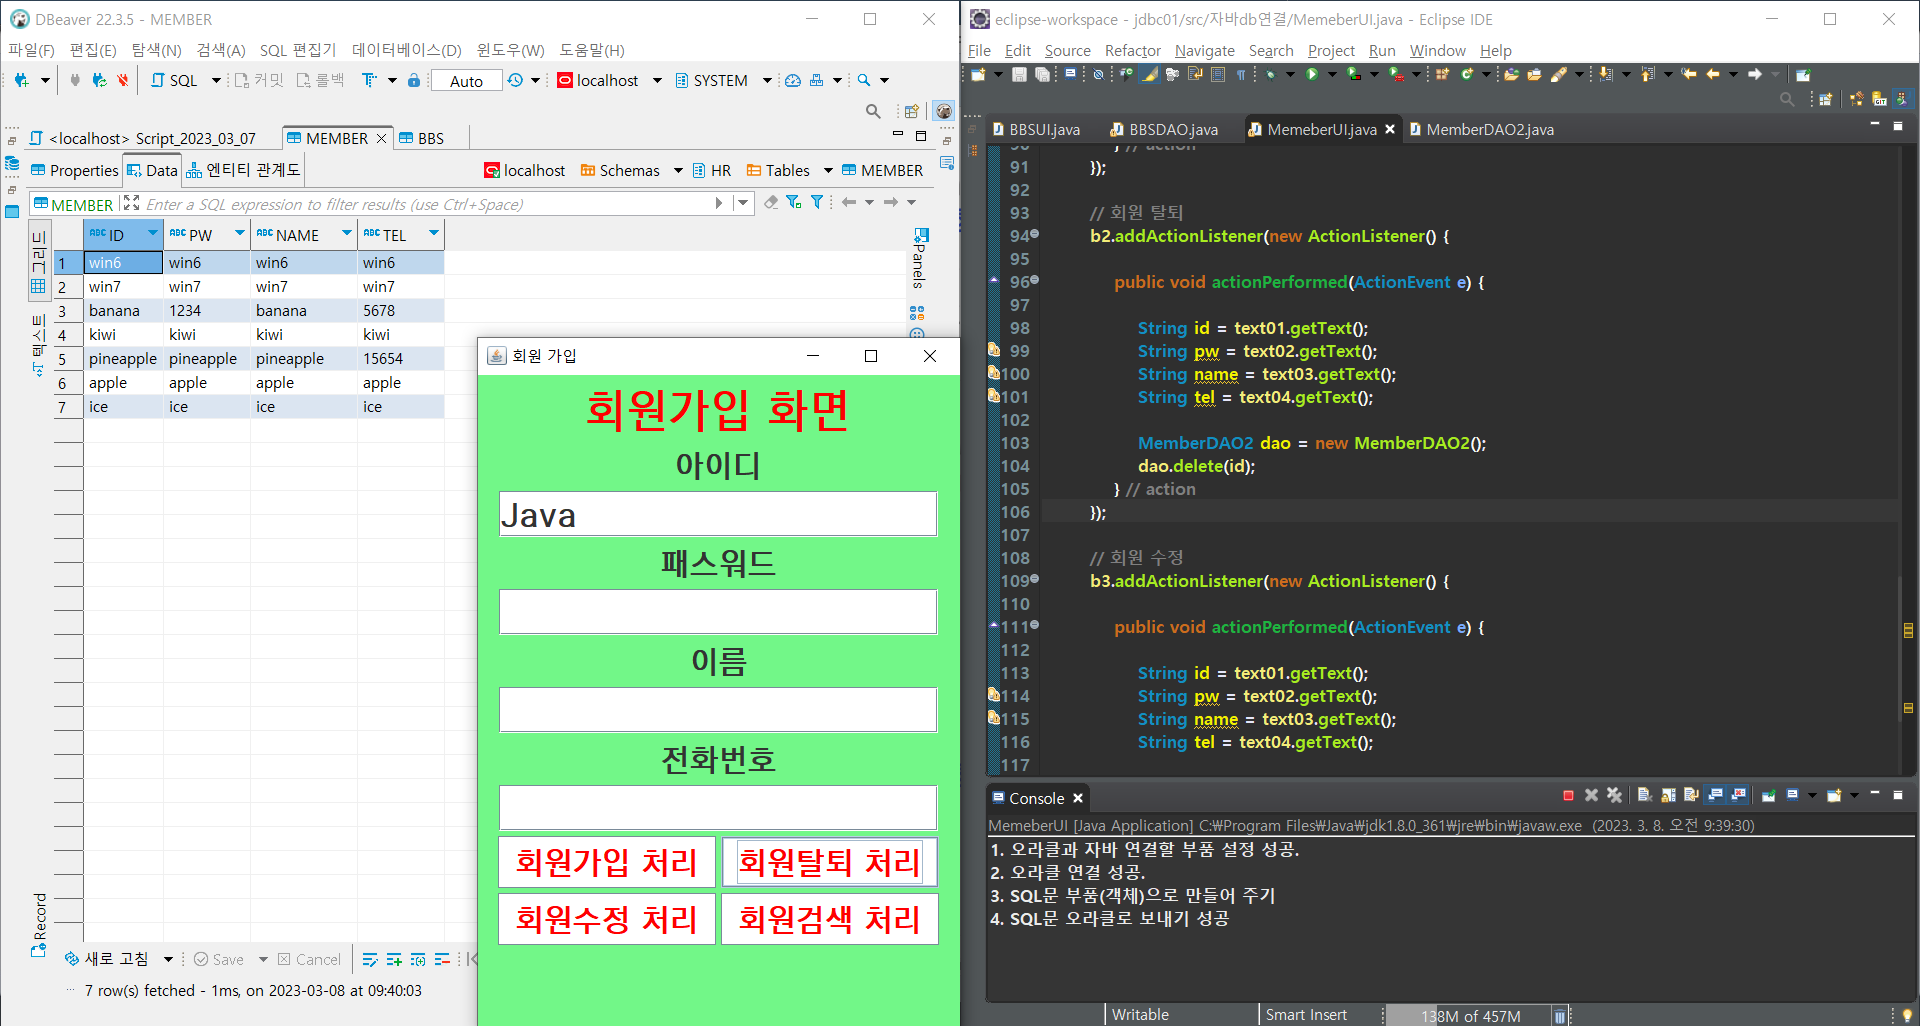 DBeaver 22.3.5 - MEMBER
파일(F) 편집(E) 탐색(N) 검색(A) SQL 편집기 데이터베이스(D) 윈도우(W) 도움말(H)
SQL 커밋 롤백 Auto localhost SYSTEM
<localhost> Script_2023_03_07 MEMBER BBS
Properties Data 엔티티 관계도 localhost Schemas HR Tables MEMBER
MEMBER Enter a SQL expression to filter results (use Ctrl+Space)
그리드
텍스트
Record
Panels
ABC ID ABC PW ABC NAME ABC TEL
1 win6 win6 win6 win6
2 win7 win7 win7 win7
3 banana 1234 banana 5678
4 kiwi kiwi kiwi kiwi
5 pineapple pineapple pineapple 15654
6 apple apple apple apple
7 ice ice ice ice
새로 고침 Save Cancel
7 row(s) fetched - 1ms, on 2023-03-08 at 09:40:03
회원 가입
회원가입 화면
아이디
Java
패스워드
이름
전화번호
회원가입 처리 회원탈퇴 처리
회원수정 처리 회원검색 처리
eclipse-workspace - jdbc01/src/자바db연결/MemeberUI.java - Eclipse IDE
File Edit Source Refactor Navigate Search Project Run Window Help
BBSUI.java BBSDAO.java MemeberUI.java MemberDAO2.java
90 } // action
91 });
92
93 // 회원 탈퇴
94 b2.addActionListener(new ActionListener() {
95
96 public void actionPerformed(ActionEvent e) {
97
98 String id = text01.getText();
99 String pw = text02.getText();
100 String name = text03.getText();
101 String tel = text04.getText();
102
103 MemberDAO2 dao = new MemberDAO2();
104 dao.delete(id);
105 } // action
106 });
107
108 // 회원 수정
109 b3.addActionListener(new ActionListener() {
110
111 public void actionPerformed(ActionEvent e) {
112
113 String id = text01.getText();
114 String pw = text02.getText();
115 String name = text03.getText();
116 String tel = text04.getText();
117
Console
MemeberUI [Java Application] C:₩Program Files₩Java₩jdk1.8.0_361₩jre₩bin₩javaw.exe (2023. 3. 8. 오전 9:39:30)
1. 오라클과 자바 연결할 부품 설정 성공.
2. 오라클 연결 성공.
3. SQL문 부품(객체)으로 만들어 주기
4. SQL문 오라클로 보내기 성공
Writable Smart Insert 138M of 457M